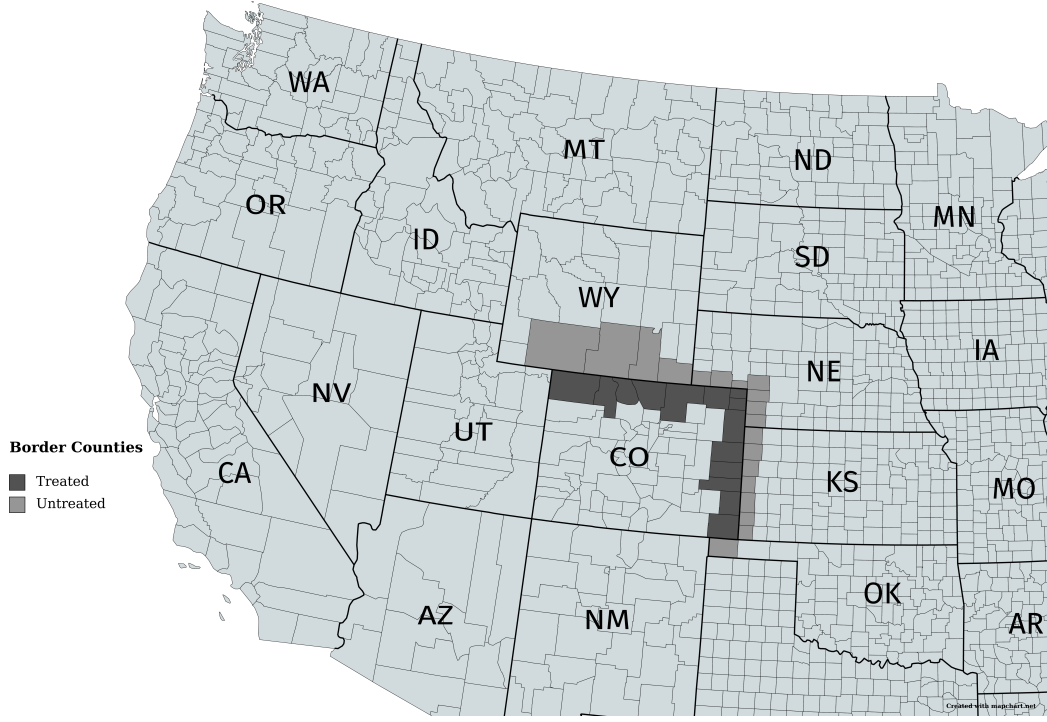 WA
MT
ND
MN
OR
ID
SD
WY
IA
NE
NV
UT
CO
Border Counties
Treated
Untreated
CA
KS
MO
OK
AZ
NM
AR
Created with mapchart.net